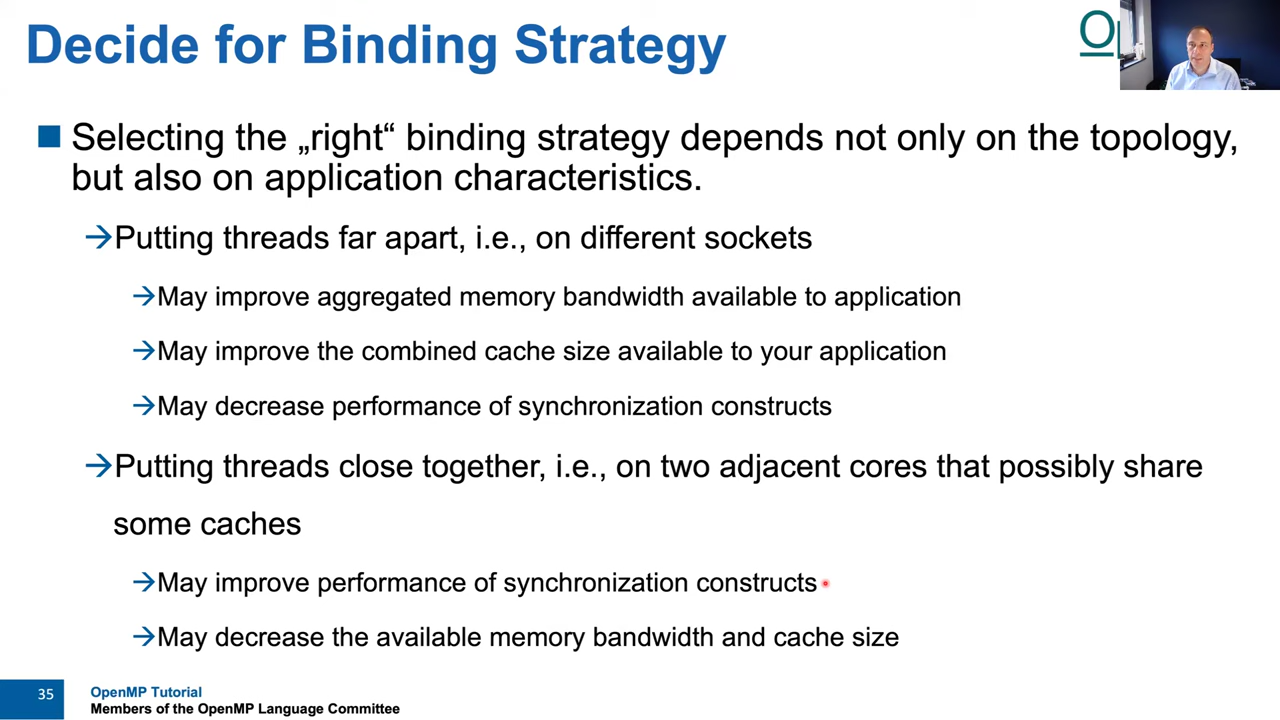 Decide for Binding Strategy
Selecting the „right“ binding strategy depends not only on the topology,
but also on application characteristics.
→Putting threads far apart, i.e., on different sockets
→May improve aggregated memory bandwidth available to application
→May improve the combined cache size available to your application
→May decrease performance of synchronization constructs
→Putting threads close together, i.e., on two adjacent cores that possibly share
some caches
→May improve performance of synchronization constructs
→May decrease the available memory bandwidth and cache size
35
OpenMP Tutorial
Members of the OpenMP Language Committee